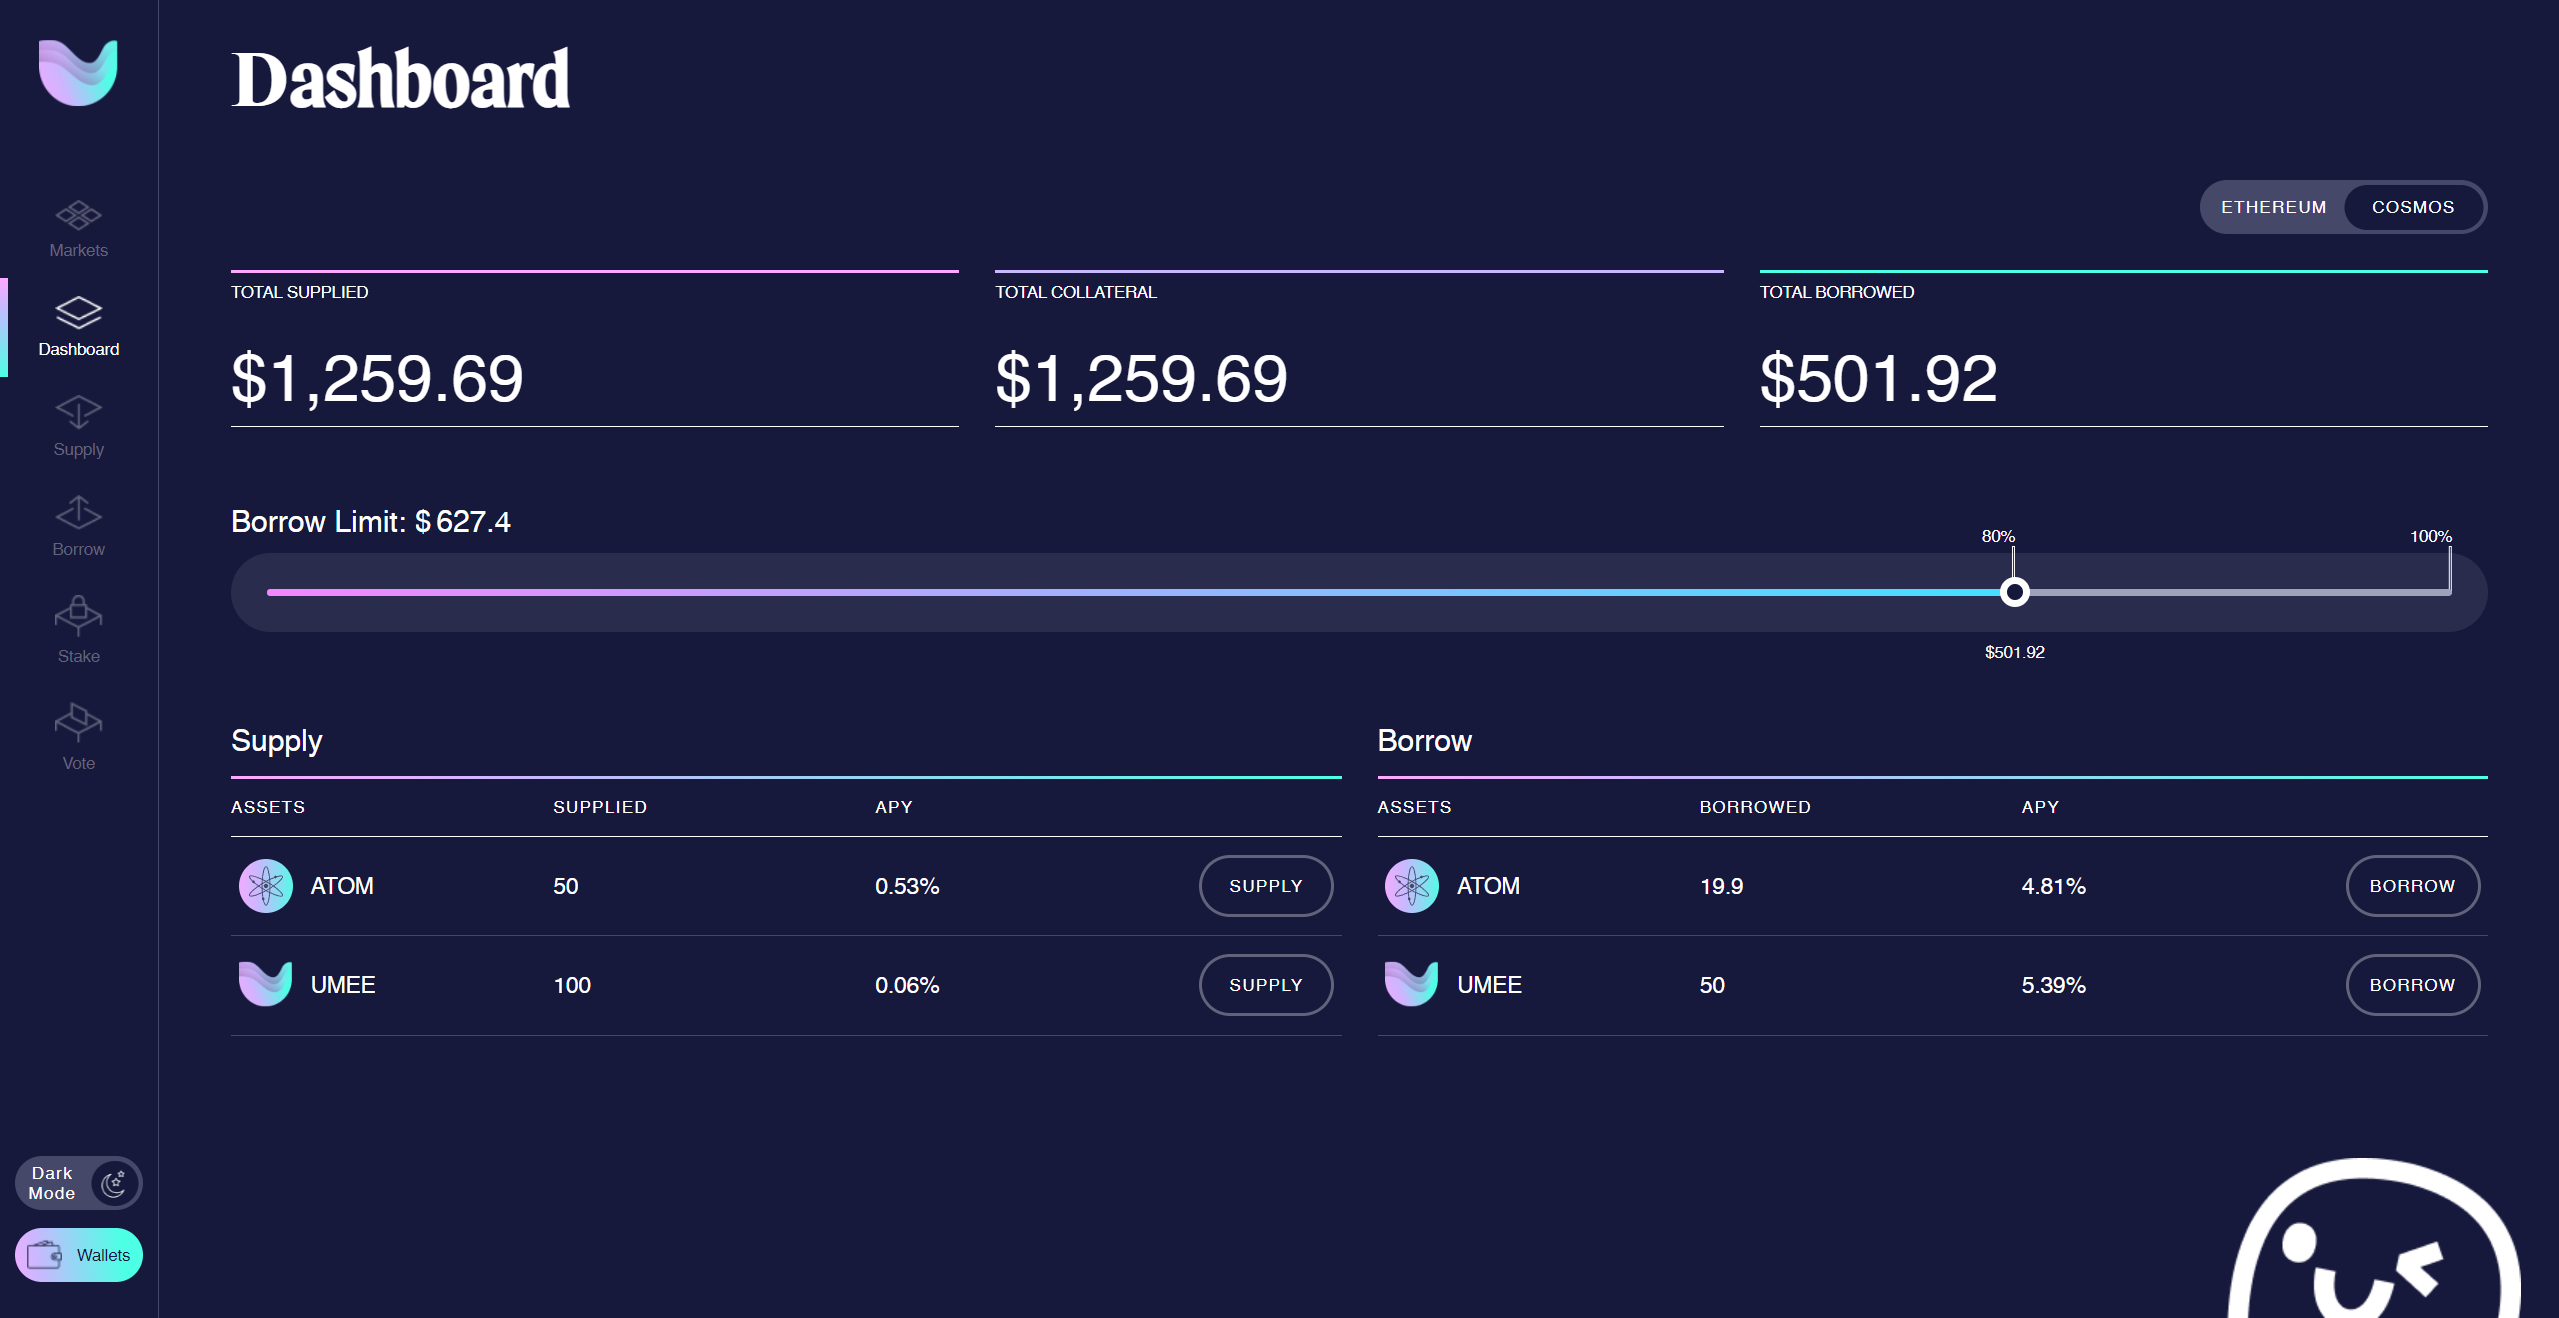 Dashboard
ETHEREUM COSMOS
Markets
Dashboard
Supply
Borrow
Stake
Vote
Dark
Mode
Wallets
TOTAL SUPPLIED
$1,259.69
TOTAL COLLATERAL
$1,259.69
TOTAL BORROWED
$501.92
Borrow Limit: $ 627.4
80% 100%
$501.92
Supply
ASSETS SUPPLIED APY
ATOM 50 0.53% SUPPLY
UMEE 100 0.06% SUPPLY
Borrow
ASSETS BORROWED APY
ATOM 19.9 4.81% BORROW
UMEE 50 5.39% BORROW